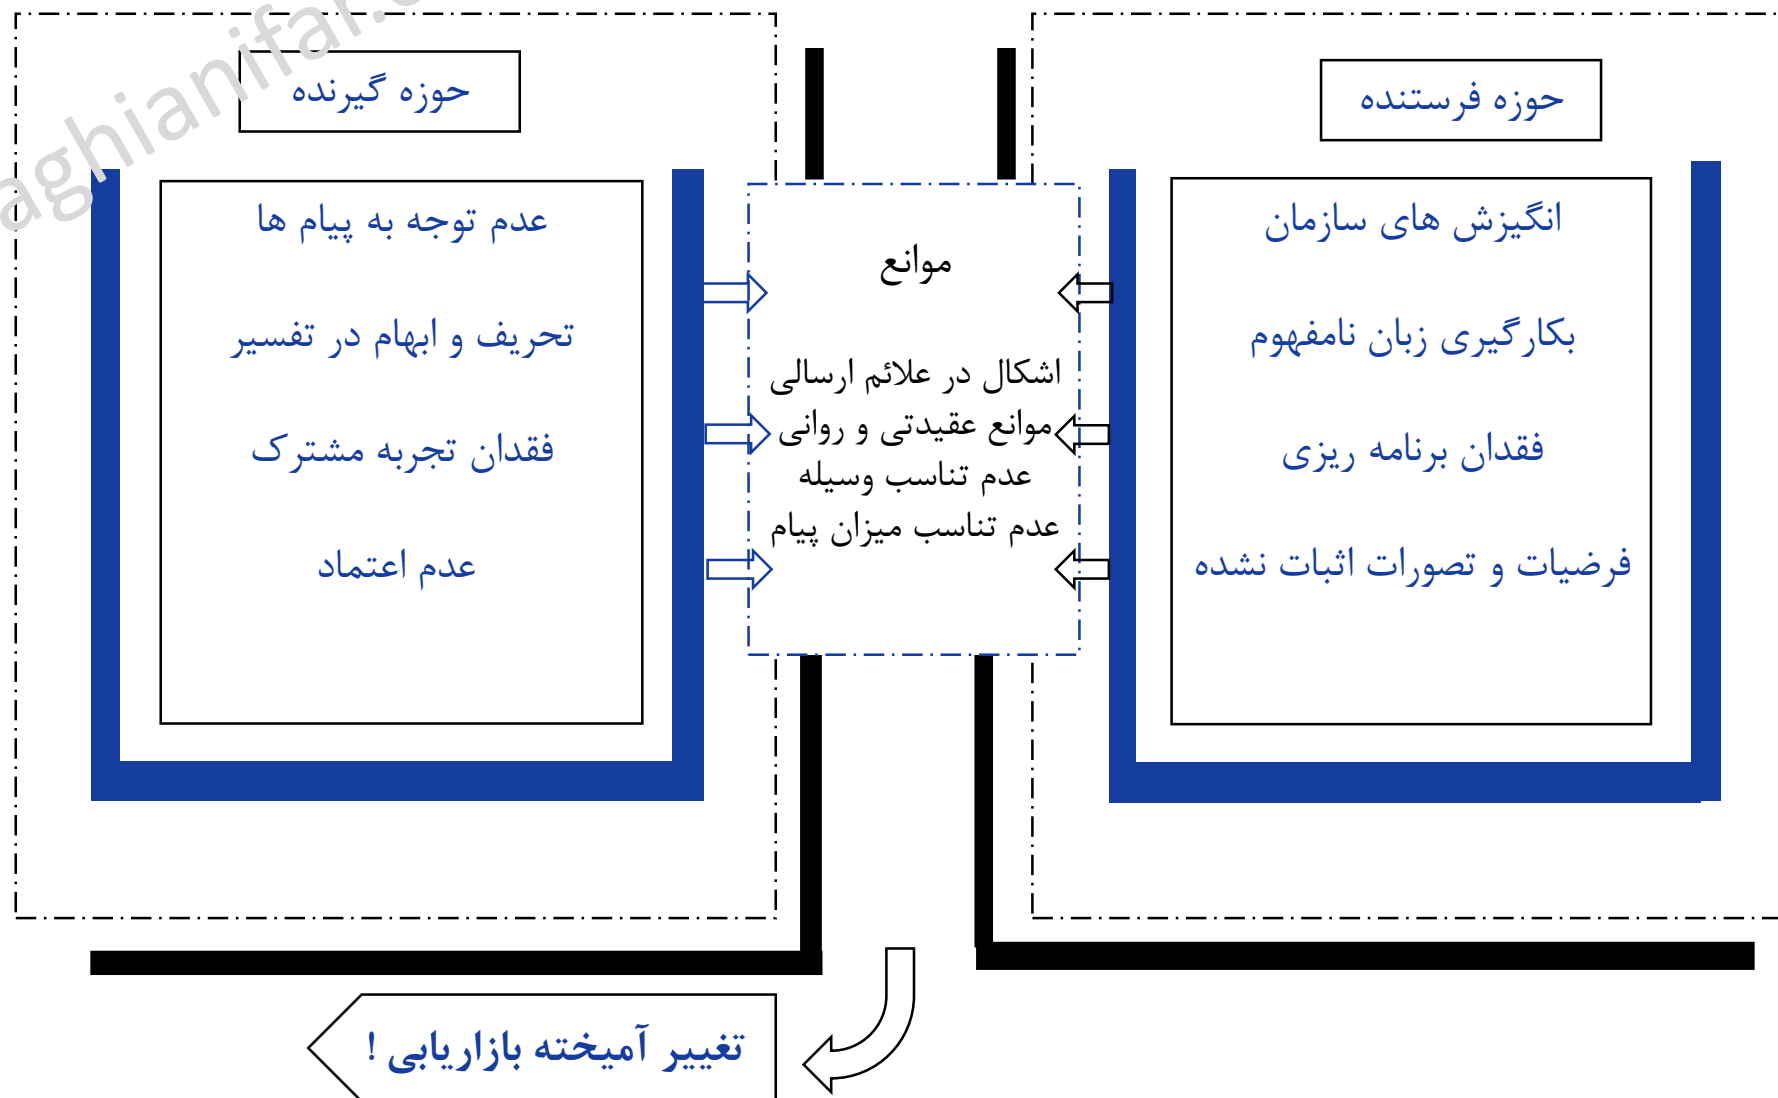 حوزه فرستنده
انگیزش های سازمان
بکارگیری زبان نامفهوم
فقدان برنامه ریزی
فرضیات و تصورات اثبات نشده
موانع
اشکال در علائم ارسالی
موانع عقیدتی و روانی
عدم تناسب وسیله
عدم تناسب میزان پیام
حوزه گیرنده
عدم توجه به پیام ها
تحریف و ابهام در تفسیر
فقدان تجربه مشترک
عدم اعتماد
تغییر آمیخته بازاریابی !
aghianifar.